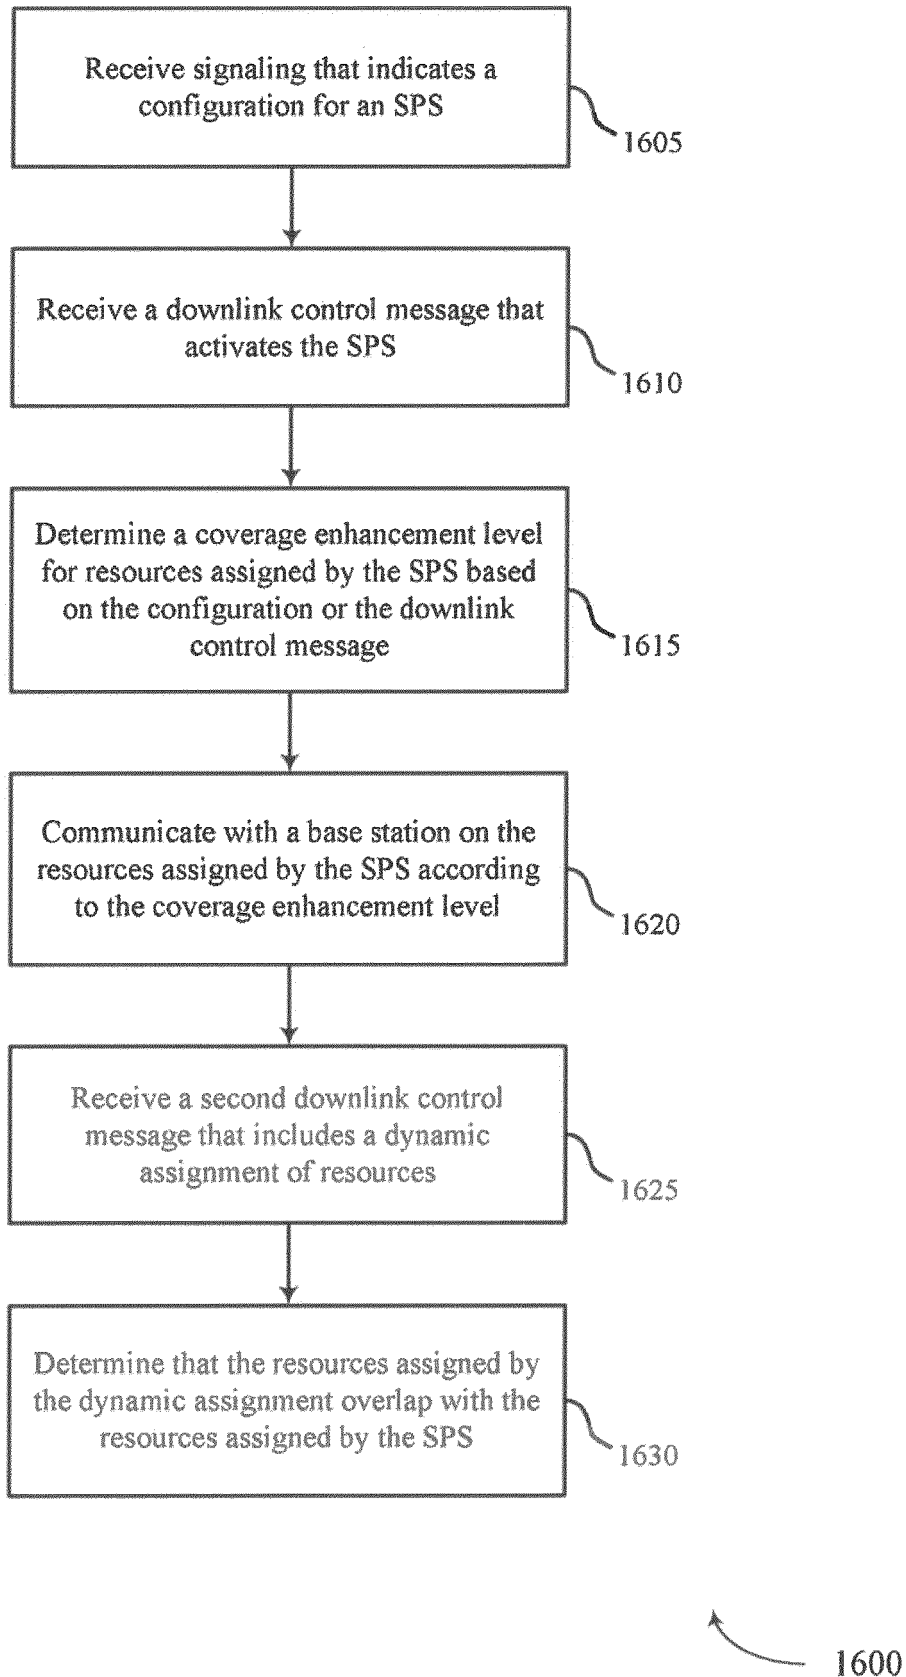 Receive signaling that indicates a
configuration for an SPS
1605
Receive a downlink control message that
activates the SPS
1610
Determine a coverage enhancement level
for resources assigned by the SPS based
on the configuration or the downlink
control message
1615
Communicate with a base station on the
resources assigned by the SPS according
to the coverage enhancement level
1620
Receive a second downlink control
message that includes a dynamic
assignment of resources
1625
Determine that the resources assigned by
the dynamic assignment overlap with the
resources assigned by the SPS
1630
1600